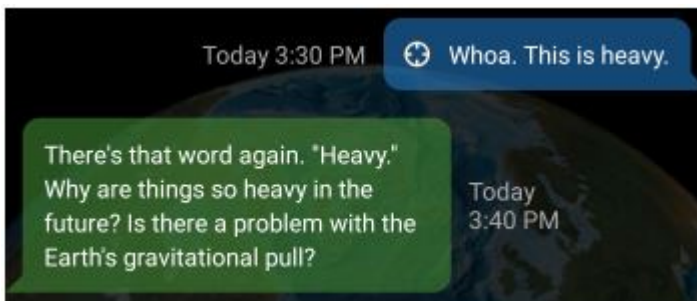 Today 3:30 PM
Whoa. This is heavy.
There's that word again. "Heavy."
Why are things so heavy in the
future? Is there a problem with the
Earth's gravitational pull?
Today
3:40 PM